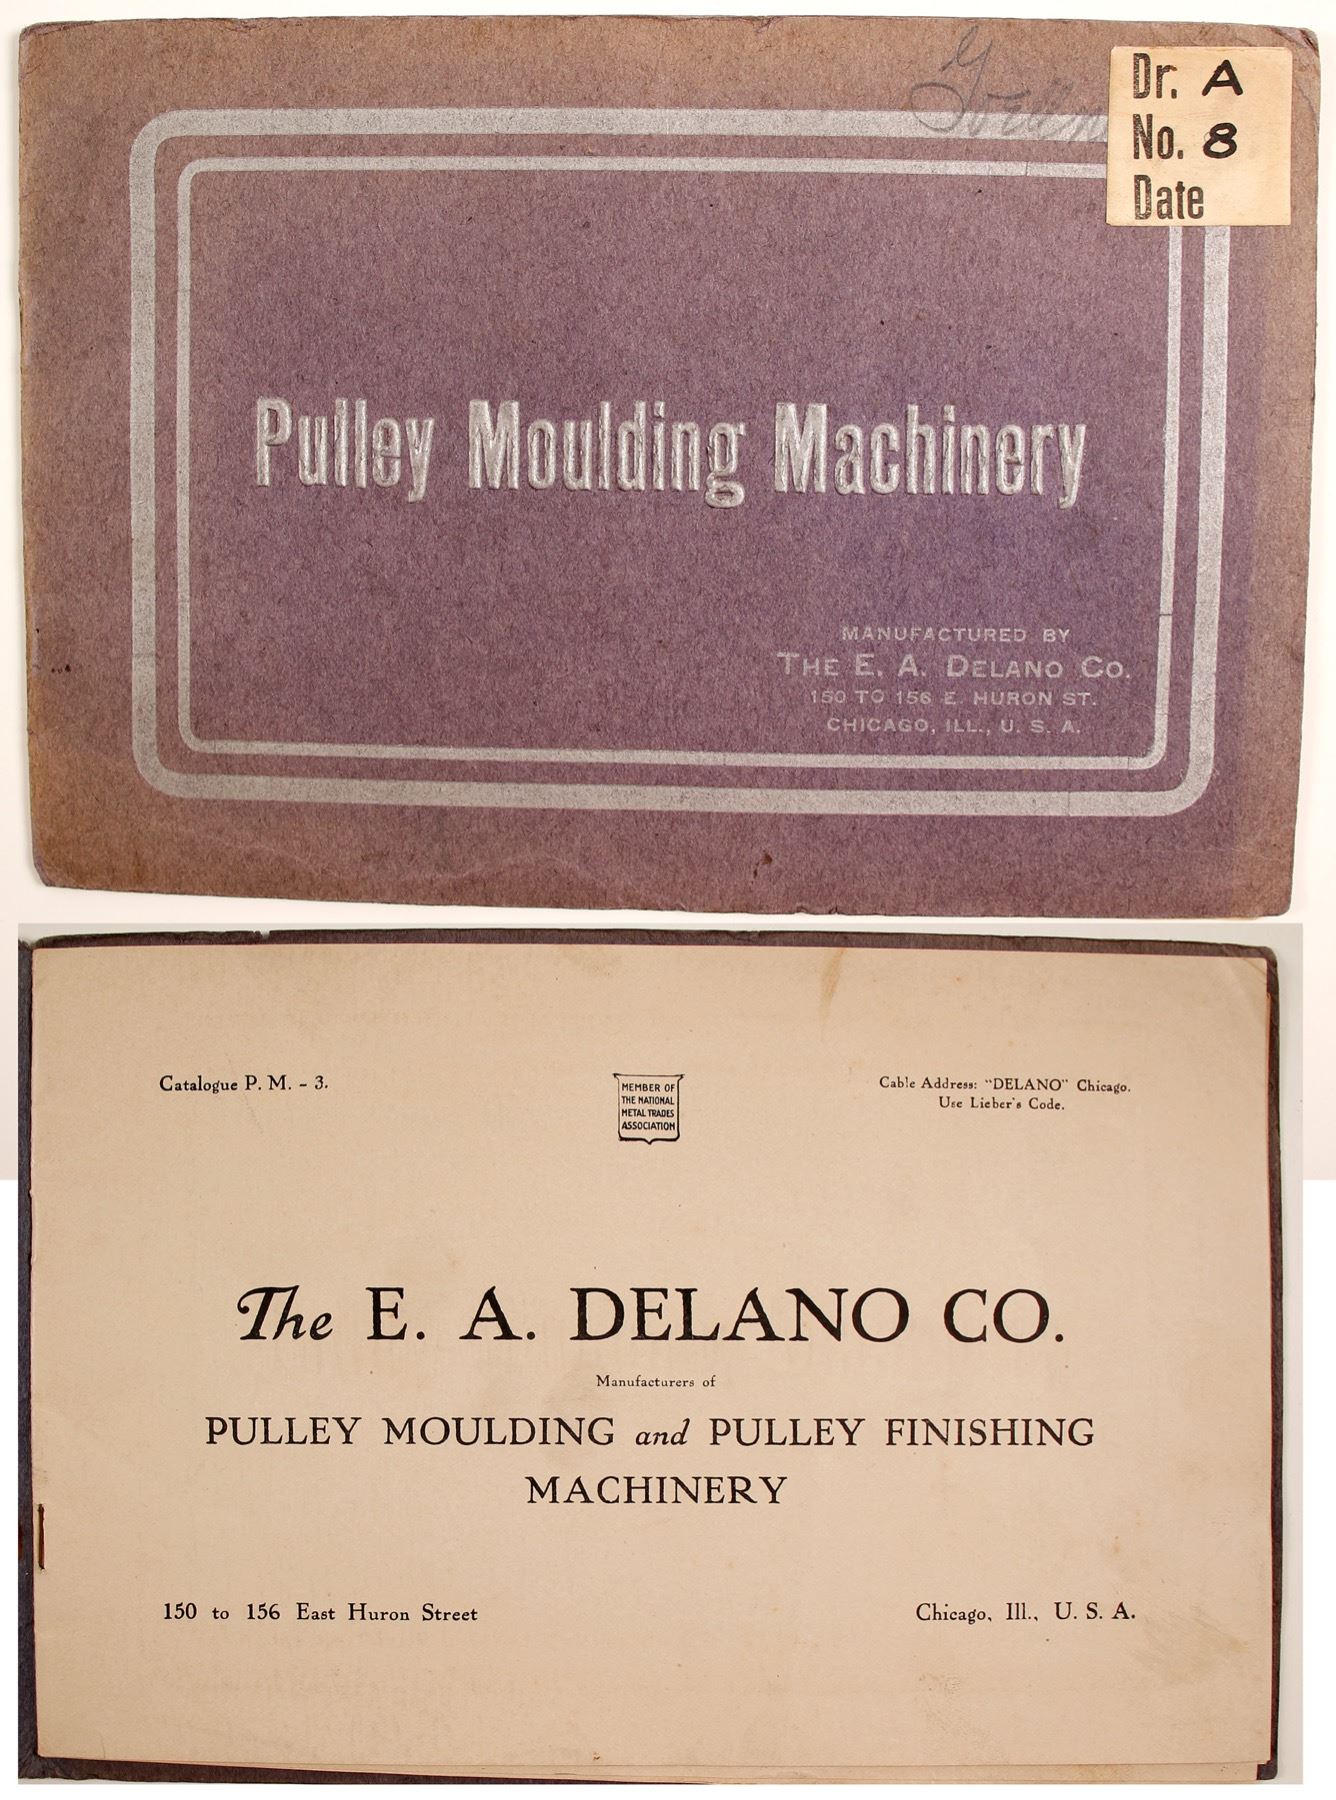 Dr. A
No. 8
Date
Pulley Moulding Machinery
MANUFACTURED BY
THE E. A. DELANO CO.
150 TO 156 E HURON ST.
CHICAGO, ILL., U. S. A.
Catalogue P. M. - 3.
MEMBER OF
THE NATIONAL
METAL TRADES
ASSOCIATION
Cable Address: "DELANO" Chicago.
Use Lieber's Code.
The E. A. DELANO CO.
Manufacturers of
PULLEY MOULDING and PULLEY FINISHING
MACHINERY
150 to 156 East Huron Street
Chicago, Ill., U. S. A.